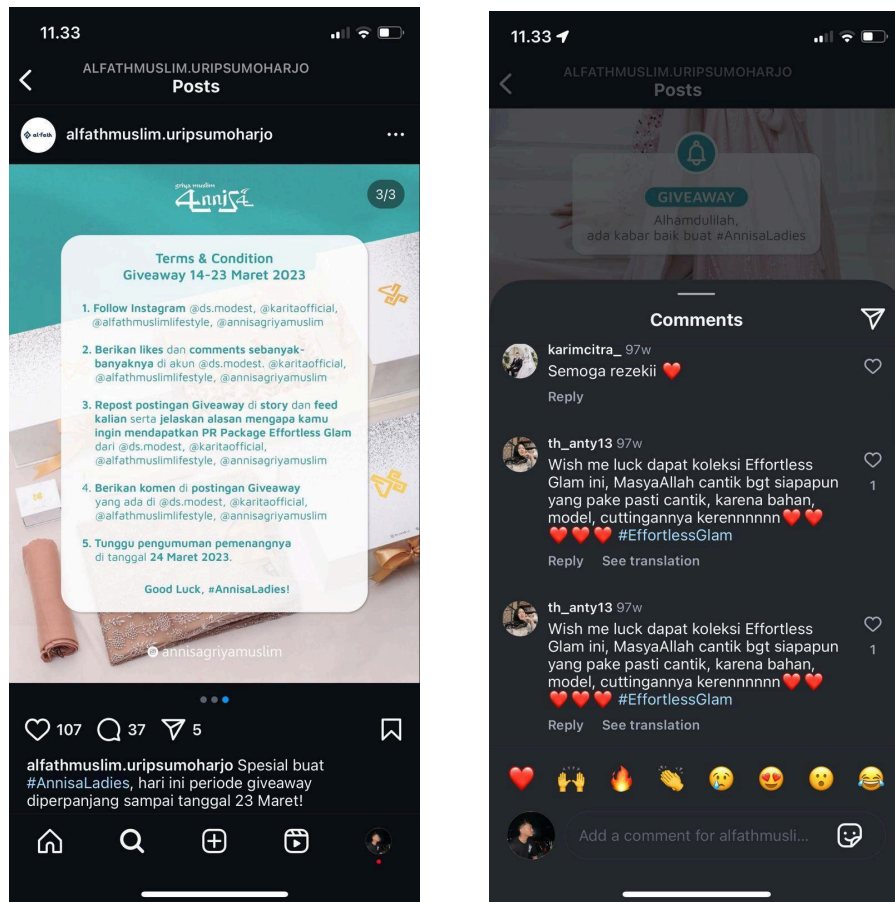 11.33
ALFATHMUSLIM.URIPSUMOHARJO
Posts
al-fath
alfathmuslim.uripsumoharjo
griya muslim
Annisa
3/3
Terms & Condition
Giveaway 14-23 Maret 2023
1. Follow Instagram @ds.modest, @karitaofficial,
@alfathmuslimlifestyle, @annisagriyamuslim
2. Berikan likes dan comments sebanyak-
banyaknya di akun @ds.modest. @karitaofficial,
@alfathmuslimlifestyle, @annisagriyamuslim
3. Repost postingan Giveaway di story dan feed
kalian serta jelaskan alasan mengapa kamu
ingin mendapatkan PR Package Effortless Glam
dari @ds.modest, @karitaofficial,
@alfathmuslimlifestyle, @annisagriyamuslim
4. Berikan komen di postingan Giveaway
yang ada di @ds.modest, @karitaofficial,
@alfathmuslimlifestyle, @annisagriyamuslim
5. Tunggu pengumuman pemenangnya
di tanggal 24 Maret 2023.
Good Luck, #AnnisaLadies!
annisagriyamuslim
107 37 5
alfathmuslim.uripsumoharjo Spesial buat
#AnnisaLadies, hari ini periode giveaway
diperpanjang sampai tanggal 23 Maret!
11.33
ALFATHMUSLIM.URIPSUMOHARJO
Posts
GIVEAWAY
Alhamdulilah,
ada kabar baik buat #AnnisaLadies
Comments
karimcitra_ 97w
Semoga rezekii ❤️
Reply
th_anty13 97w
Wish me luck dapat koleksi Effortless
Glam ini, MasyaAllah cantik bgt siapapun
yang pake pasti cantik, karena bahan,
model, cuttingannya kerennnnnn❤️❤️
❤️❤️❤️ #EffortlessGlam
1
Reply See translation
th_anty13 97w
Wish me luck dapat koleksi Effortless
Glam ini, MasyaAllah cantik bgt siapapun
yang pake pasti cantik, karena bahan,
model, cuttingannya kerennnnnn❤️❤️
❤️❤️❤️ #EffortlessGlam
1
Reply See translation
Add a comment for alfathmusli...